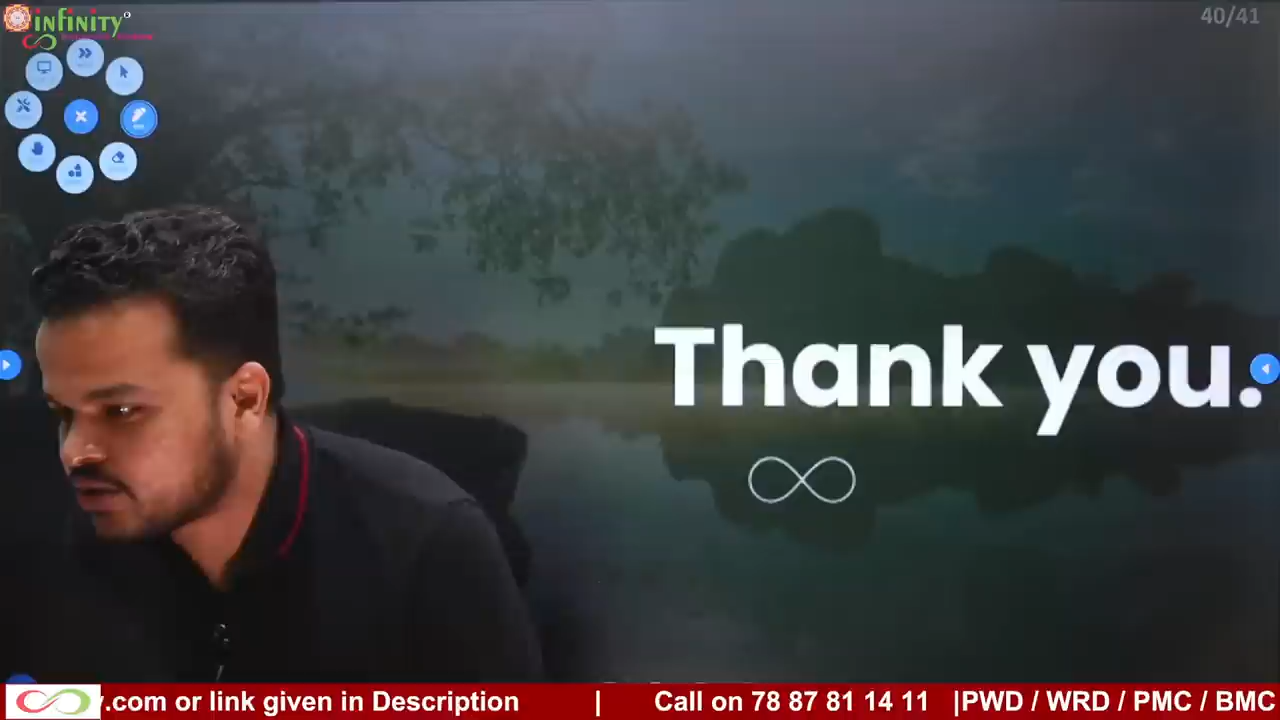 infinity
40/41
Thank you.
y.com or link given in Description | Call on 78 87 81 14 11 |PWD / WRD / PMC / BMC